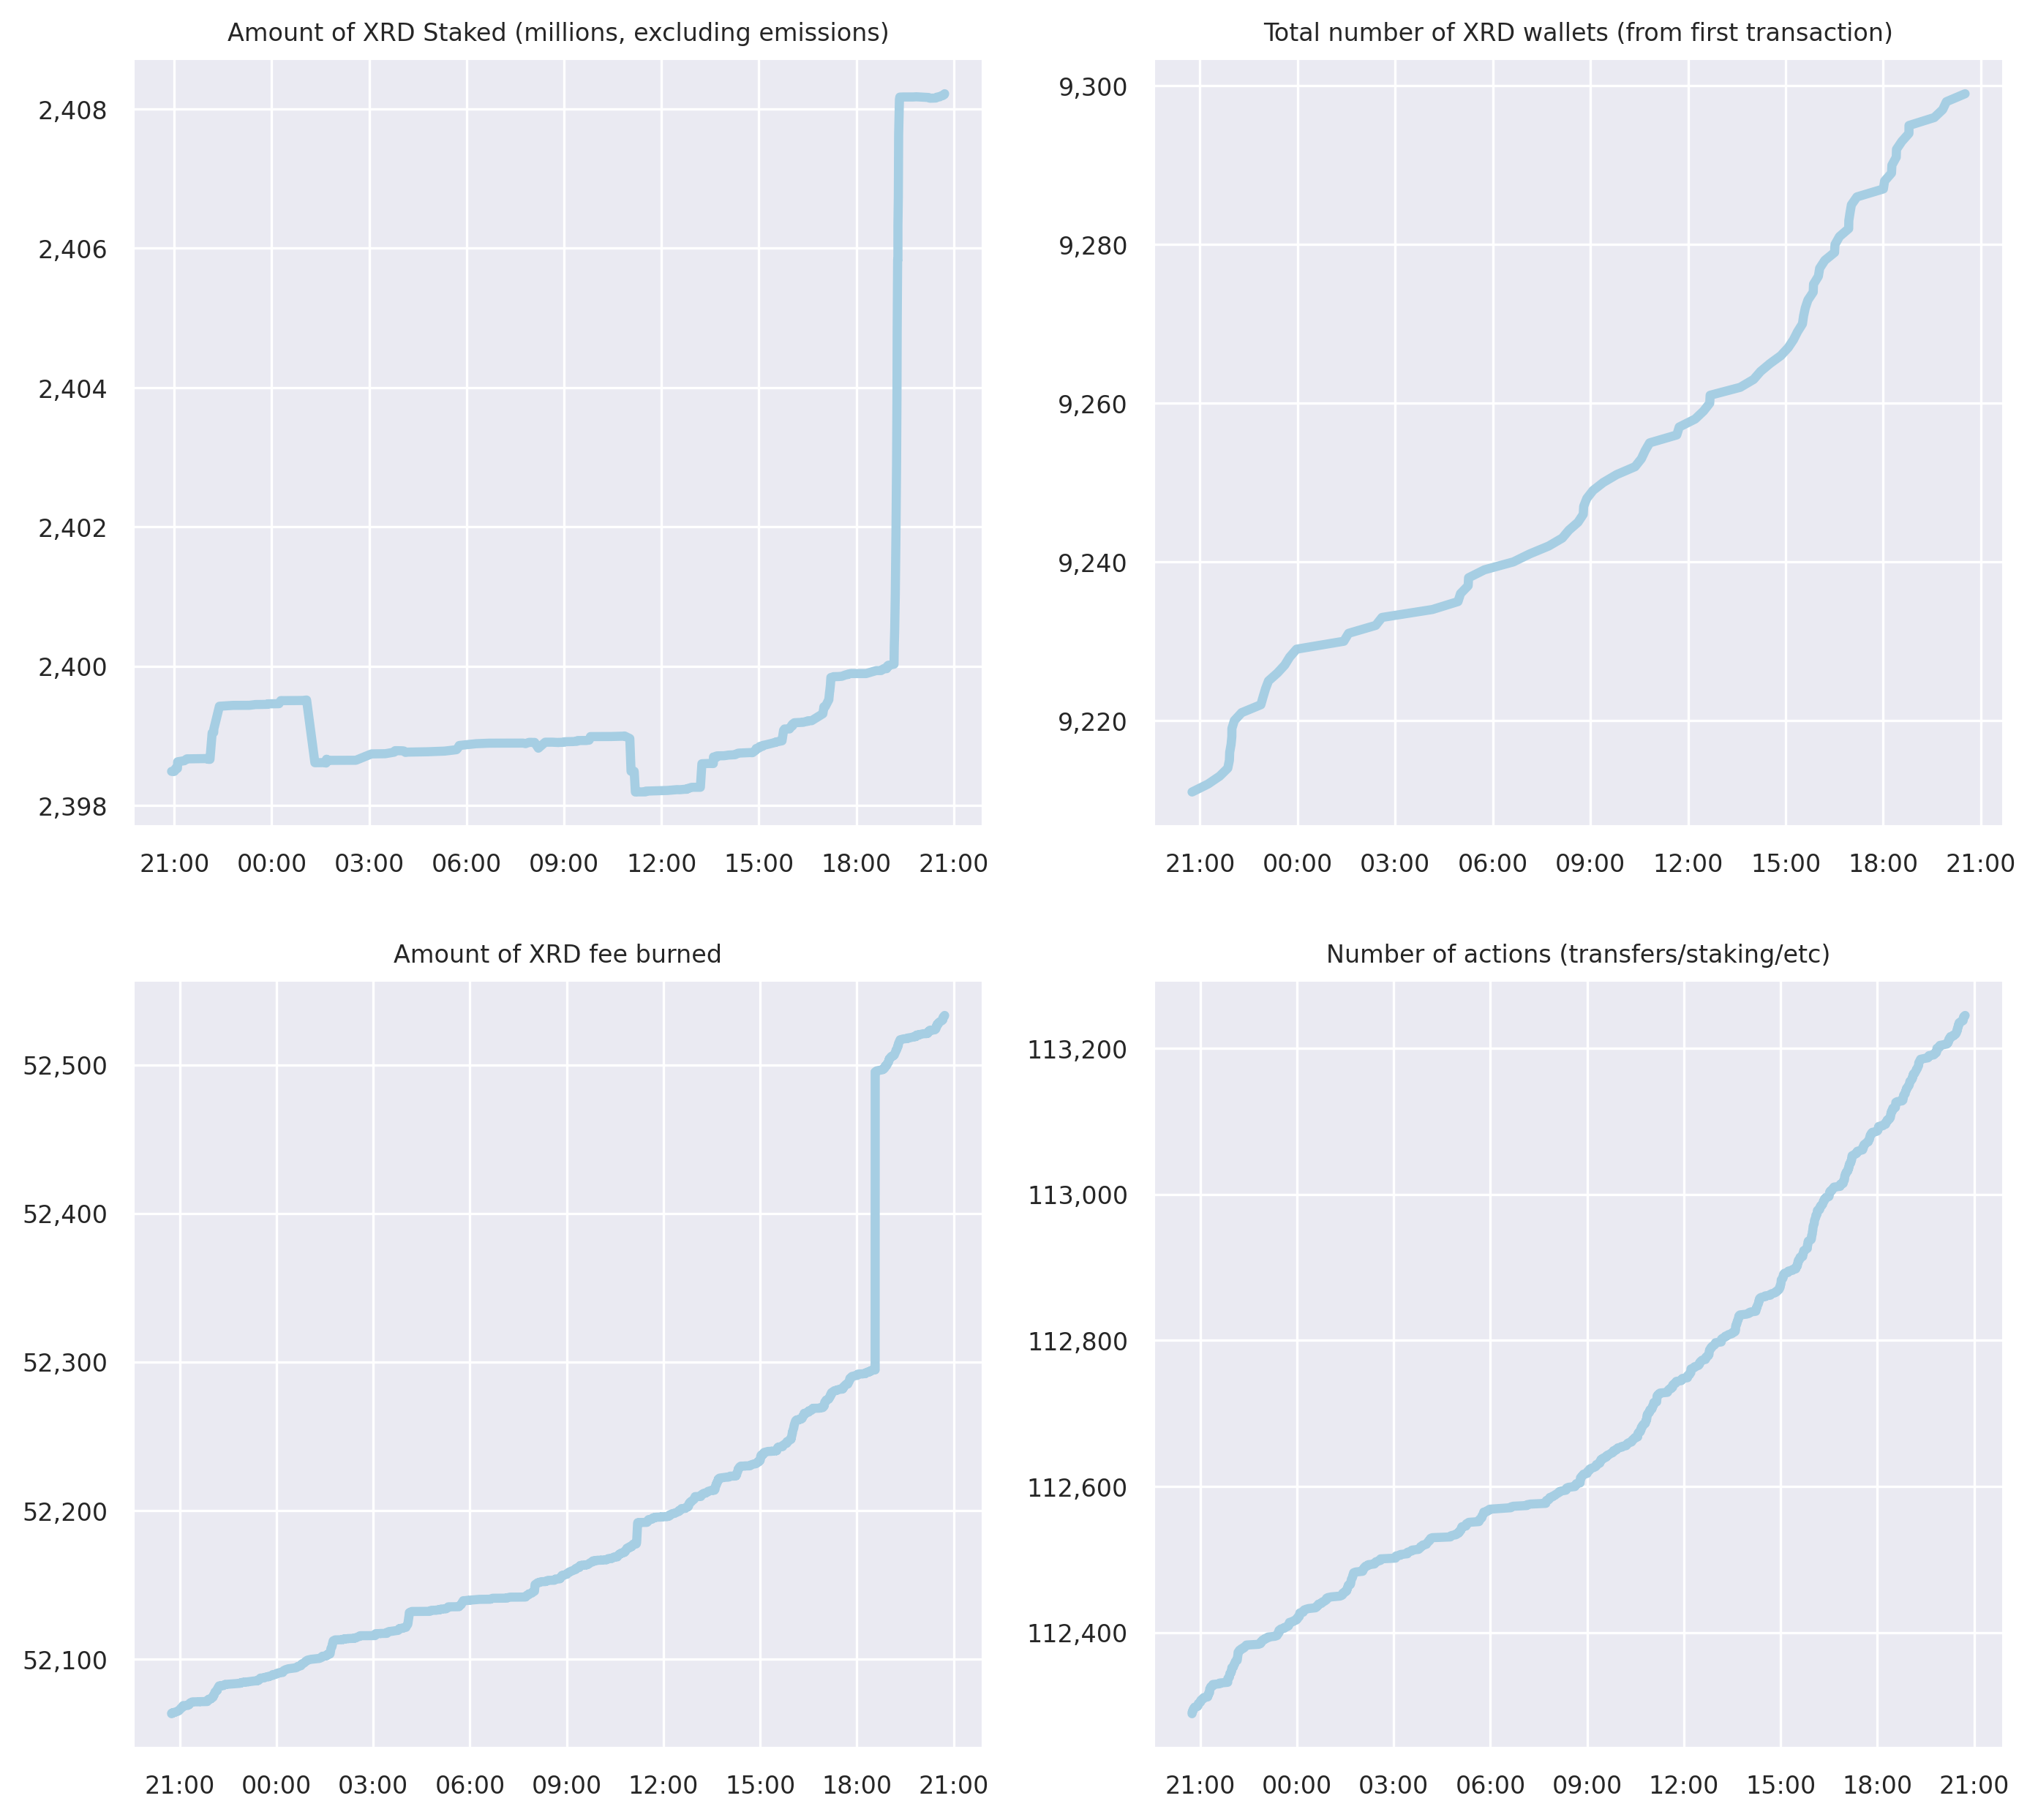 Amount of XRD Staked (millions, excluding emissions)
2,408
2,406
2,404
2,402
2,400
2,398
21:00 00:00 03:00 06:00 09:00 12:00 15:00 18:00 21:00
Total number of XRD wallets (from first transaction)
9,300
9,280
9,260
9,240
9,220
21:00 00:00 03:00 06:00 09:00 12:00 15:00 18:00 21:00
Amount of XRD fee burned
52,500
52,400
52,300
52,200
52,100
21:00 00:00 03:00 06:00 09:00 12:00 15:00 18:00 21:00
Number of actions (transfers/staking/etc)
113,200
113,000
112,800
112,600
112,400
21:00 00:00 03:00 06:00 09:00 12:00 15:00 18:00 21:00